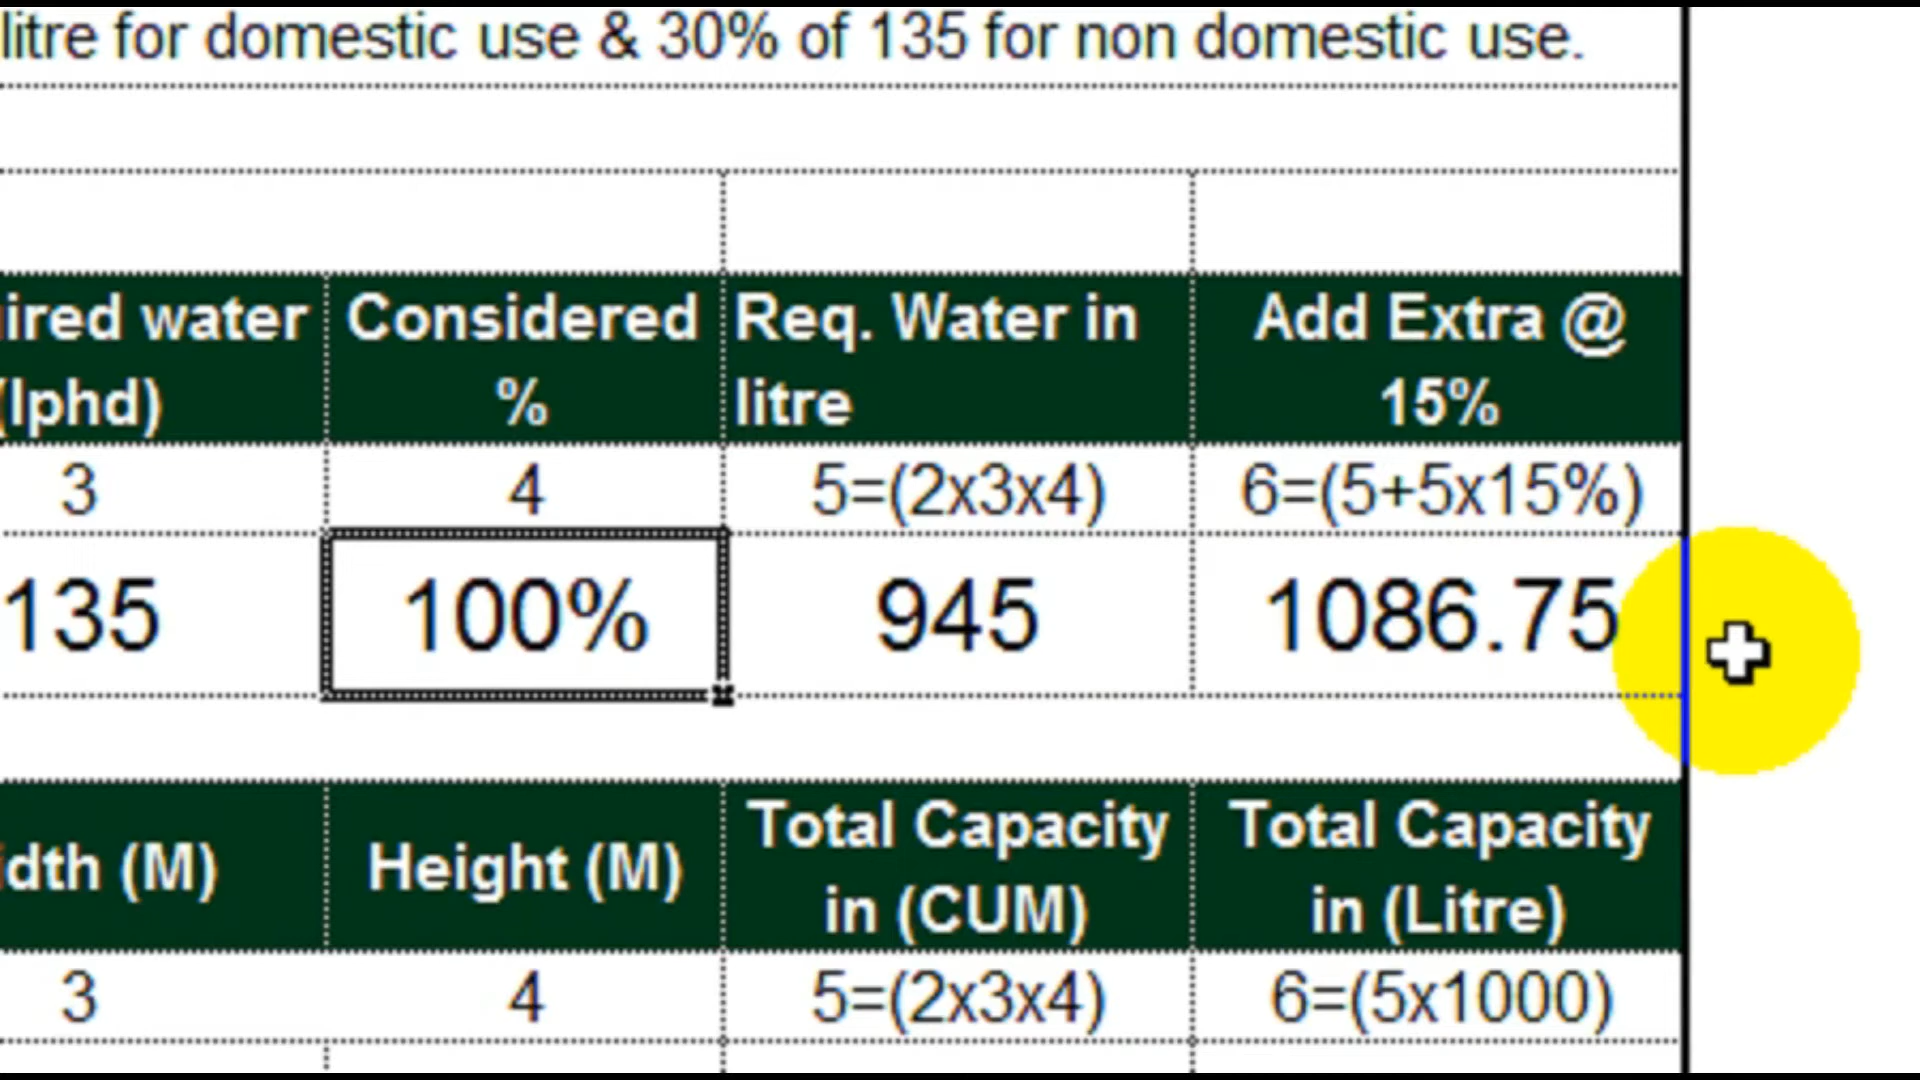 litre for domestic use & 30% of 135 for non domestic use.
water Considered Req. Water in Add Extra @
(lphd) % litre 15%
3 4 5=(2x3x4) 6=(5+5x15%)
135 100% 945 1086.75
(M) Height (M) Total Capacity in (CUM) Total Capacity in (Litre)
3 4 5=(2x3x4) 6=(5x1000)